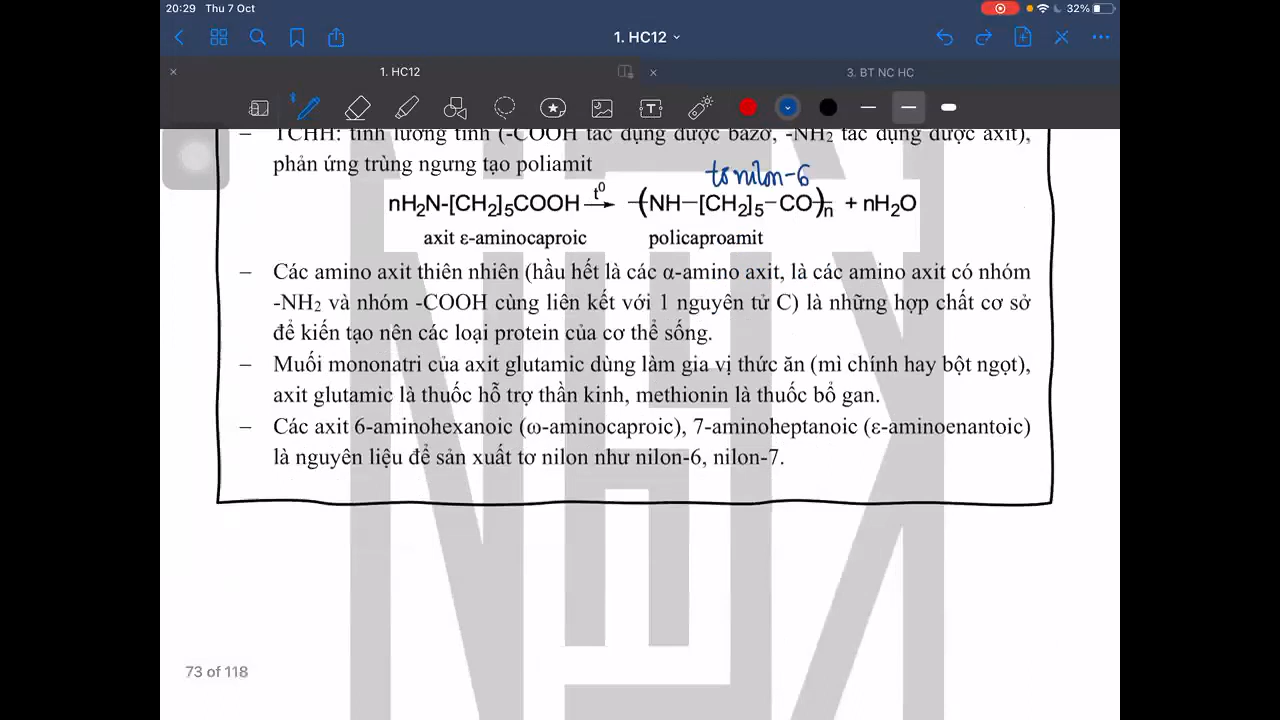 20:29 Thu 7 Oct
32%
1. HC12
1. HC12
3. BT NC HC
– TCHH: tính lưỡng tính (-COOH tác dụng được bazơ, -NH2 tác dụng được axit),
phản ứng trùng ngưng tạo poliamit
tơ nilon-6
nH2N-[CH2]5COOH t0 (NH-[CH2]5-CO)n + nH2O
axit ε-aminocaproic policaproamit
– Các amino axit thiên nhiên (hầu hết là các α-amino axit, là các amino axit có nhóm
-NH2 và nhóm -COOH cùng liên kết với 1 nguyên tử C) là những hợp chất cơ sở
để kiến tạo nên các loại protein của cơ thể sống.
– Muối mononatri của axit glutamic dùng làm gia vị thức ăn (mì chính hay bột ngọt),
axit glutamic là thuốc hỗ trợ thần kinh, methionin là thuốc bổ gan.
– Các axit 6-aminohexanoic (ω-aminocaproic), 7-aminoheptanoic (ε-aminoenantoic)
là nguyên liệu để sản xuất tơ nilon như nilon-6, nilon-7.
73 of 118